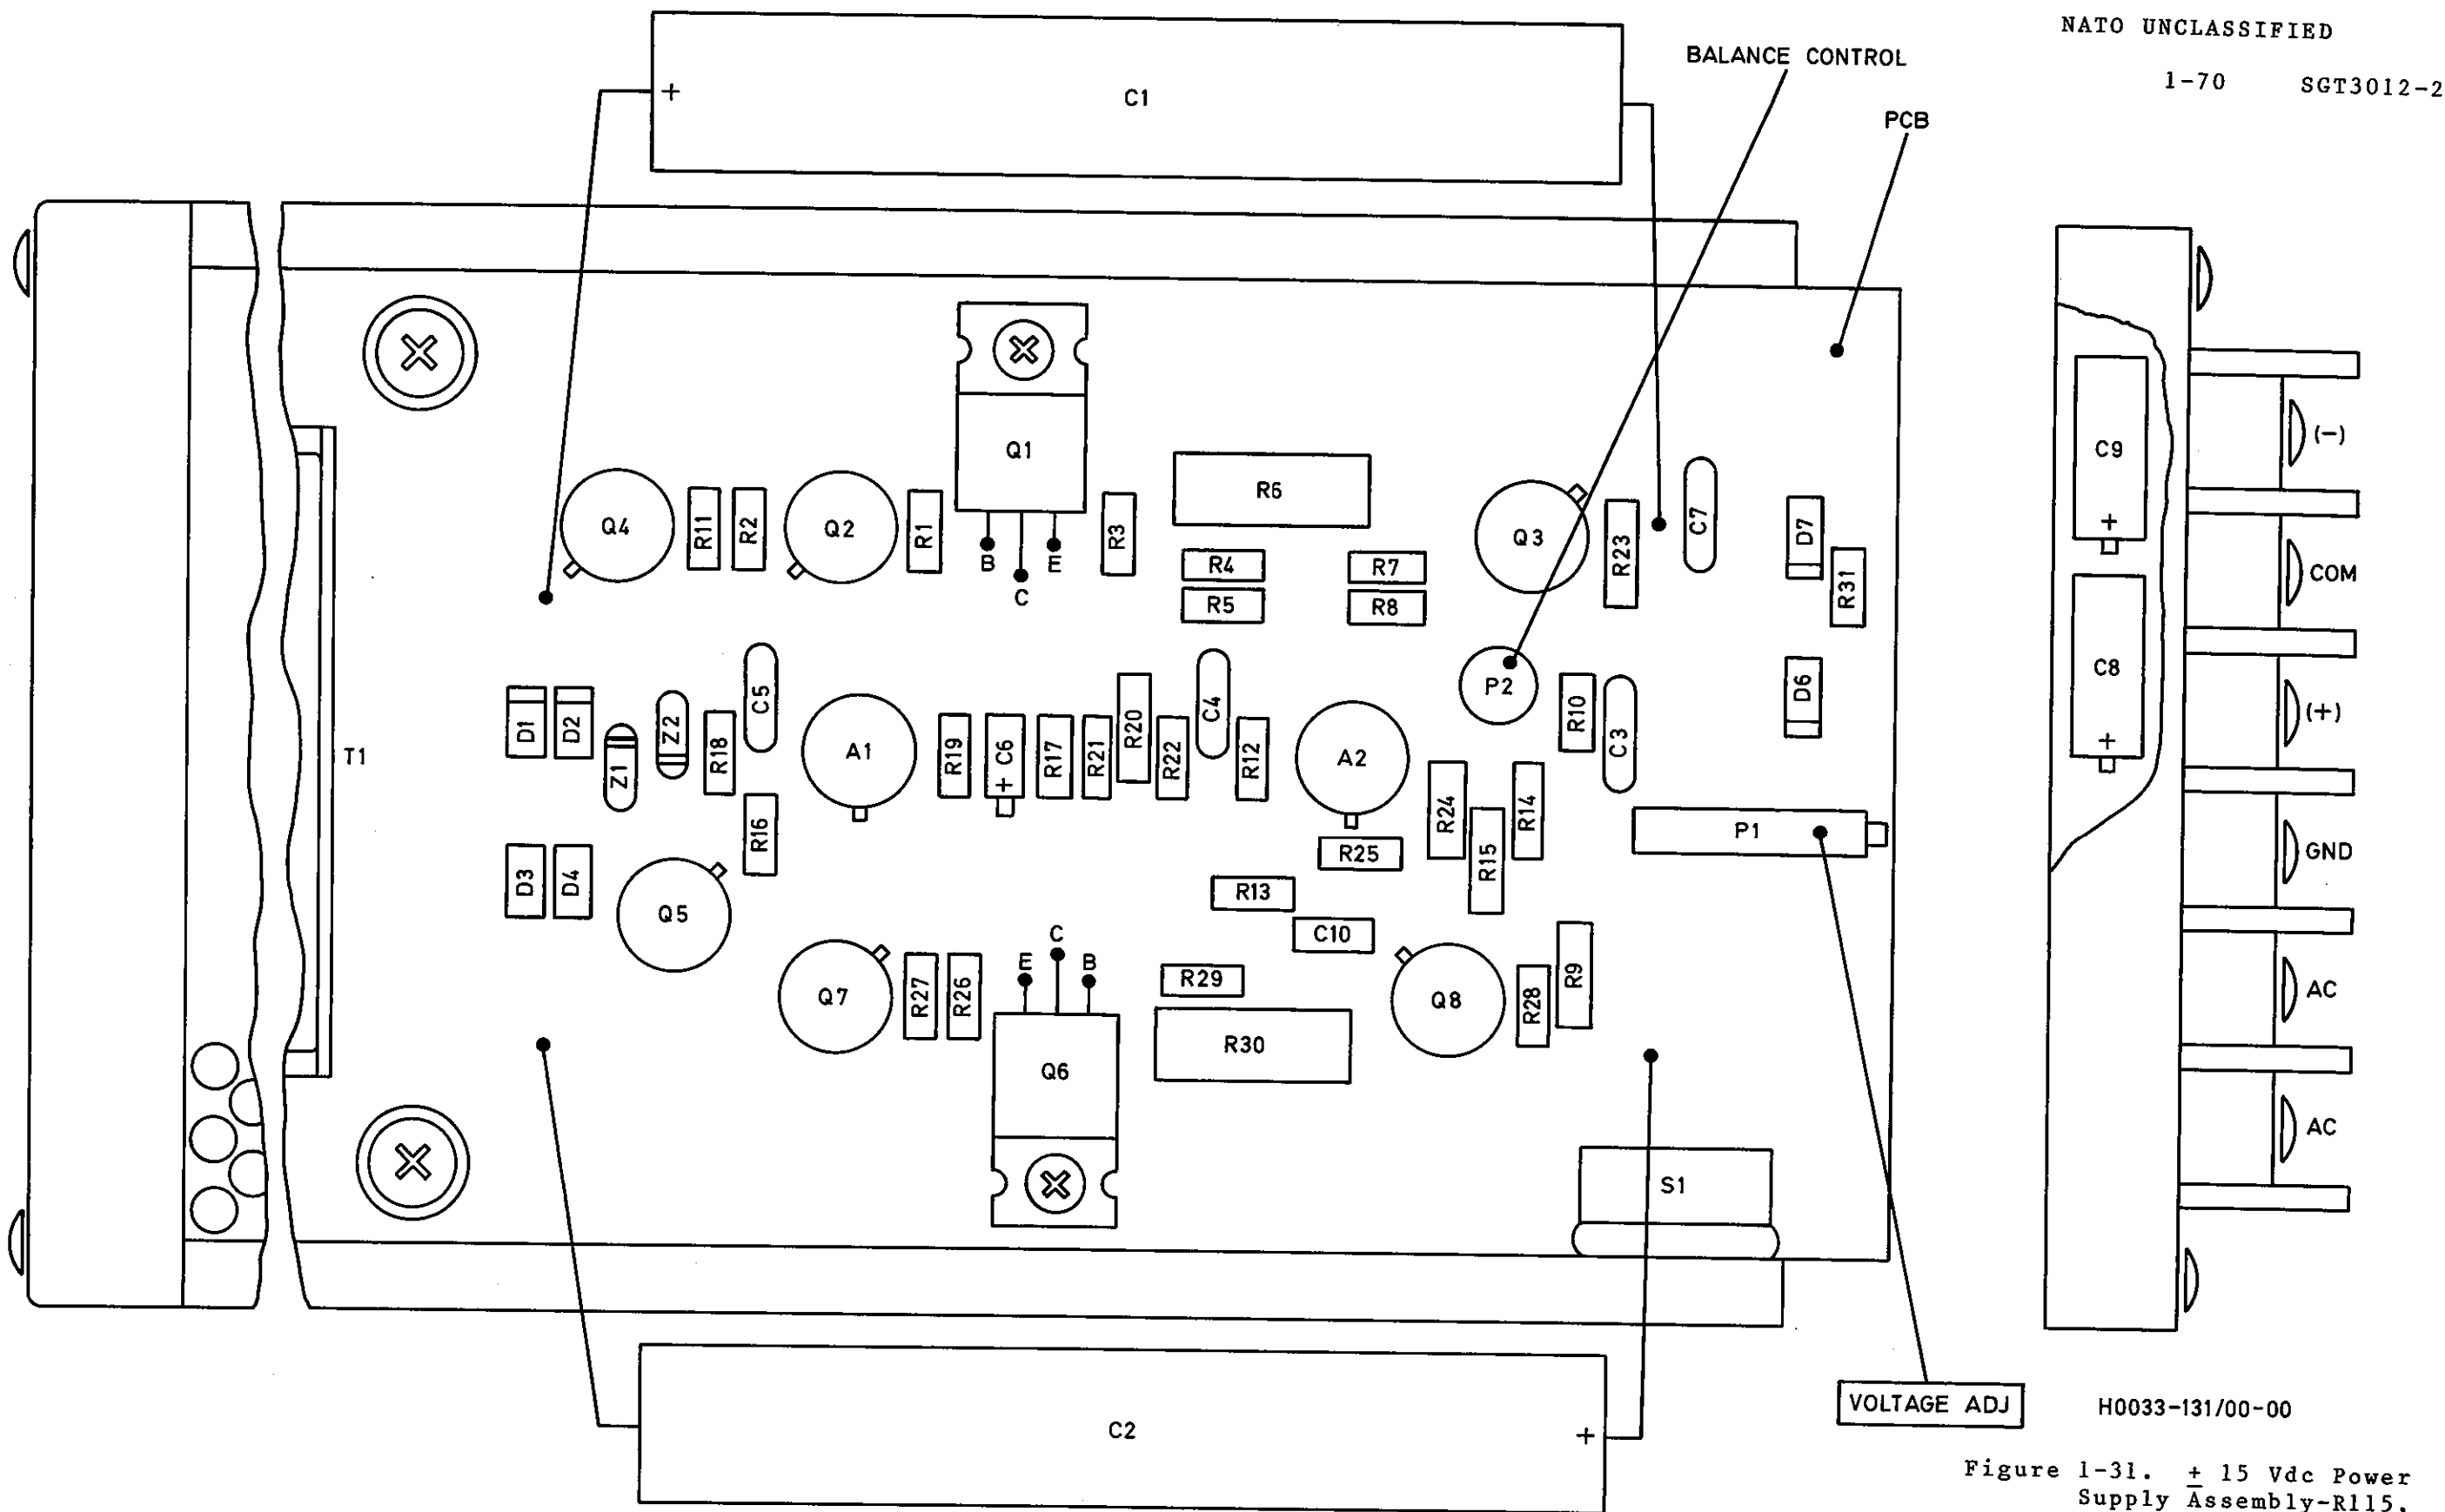 NATO UNCLASSIFIED
1-70 SGT3012-2
BALANCE CONTROL
PCB
+ C1
(-)
COM
(+)
GND
AC
AC
C9
+
C8
+
Q4
R11
R2
Q2
R1
Q1
B
C
E
R3
R6
R4
R5
R7
R8
Q3
R23
C7
D7
R31
T1
D1
D2
Z1
Z2
R18
C5
A1
R19
C6
+
R17
R21
R20
R22
C4
R12
A2
P2
R10
C3
D6
R16
R24
R15
R14
P1
R25
R13
C10
D3
D4
Q5
Q7
R27
R26
E
C
B
Q6
R29
R30
Q8
R28
R9
S1
C2 +
VOLTAGE ADJ
H0033-131/00-00
Figure 1-31. ± 15 Vdc Power
Supply Assembly-R115,